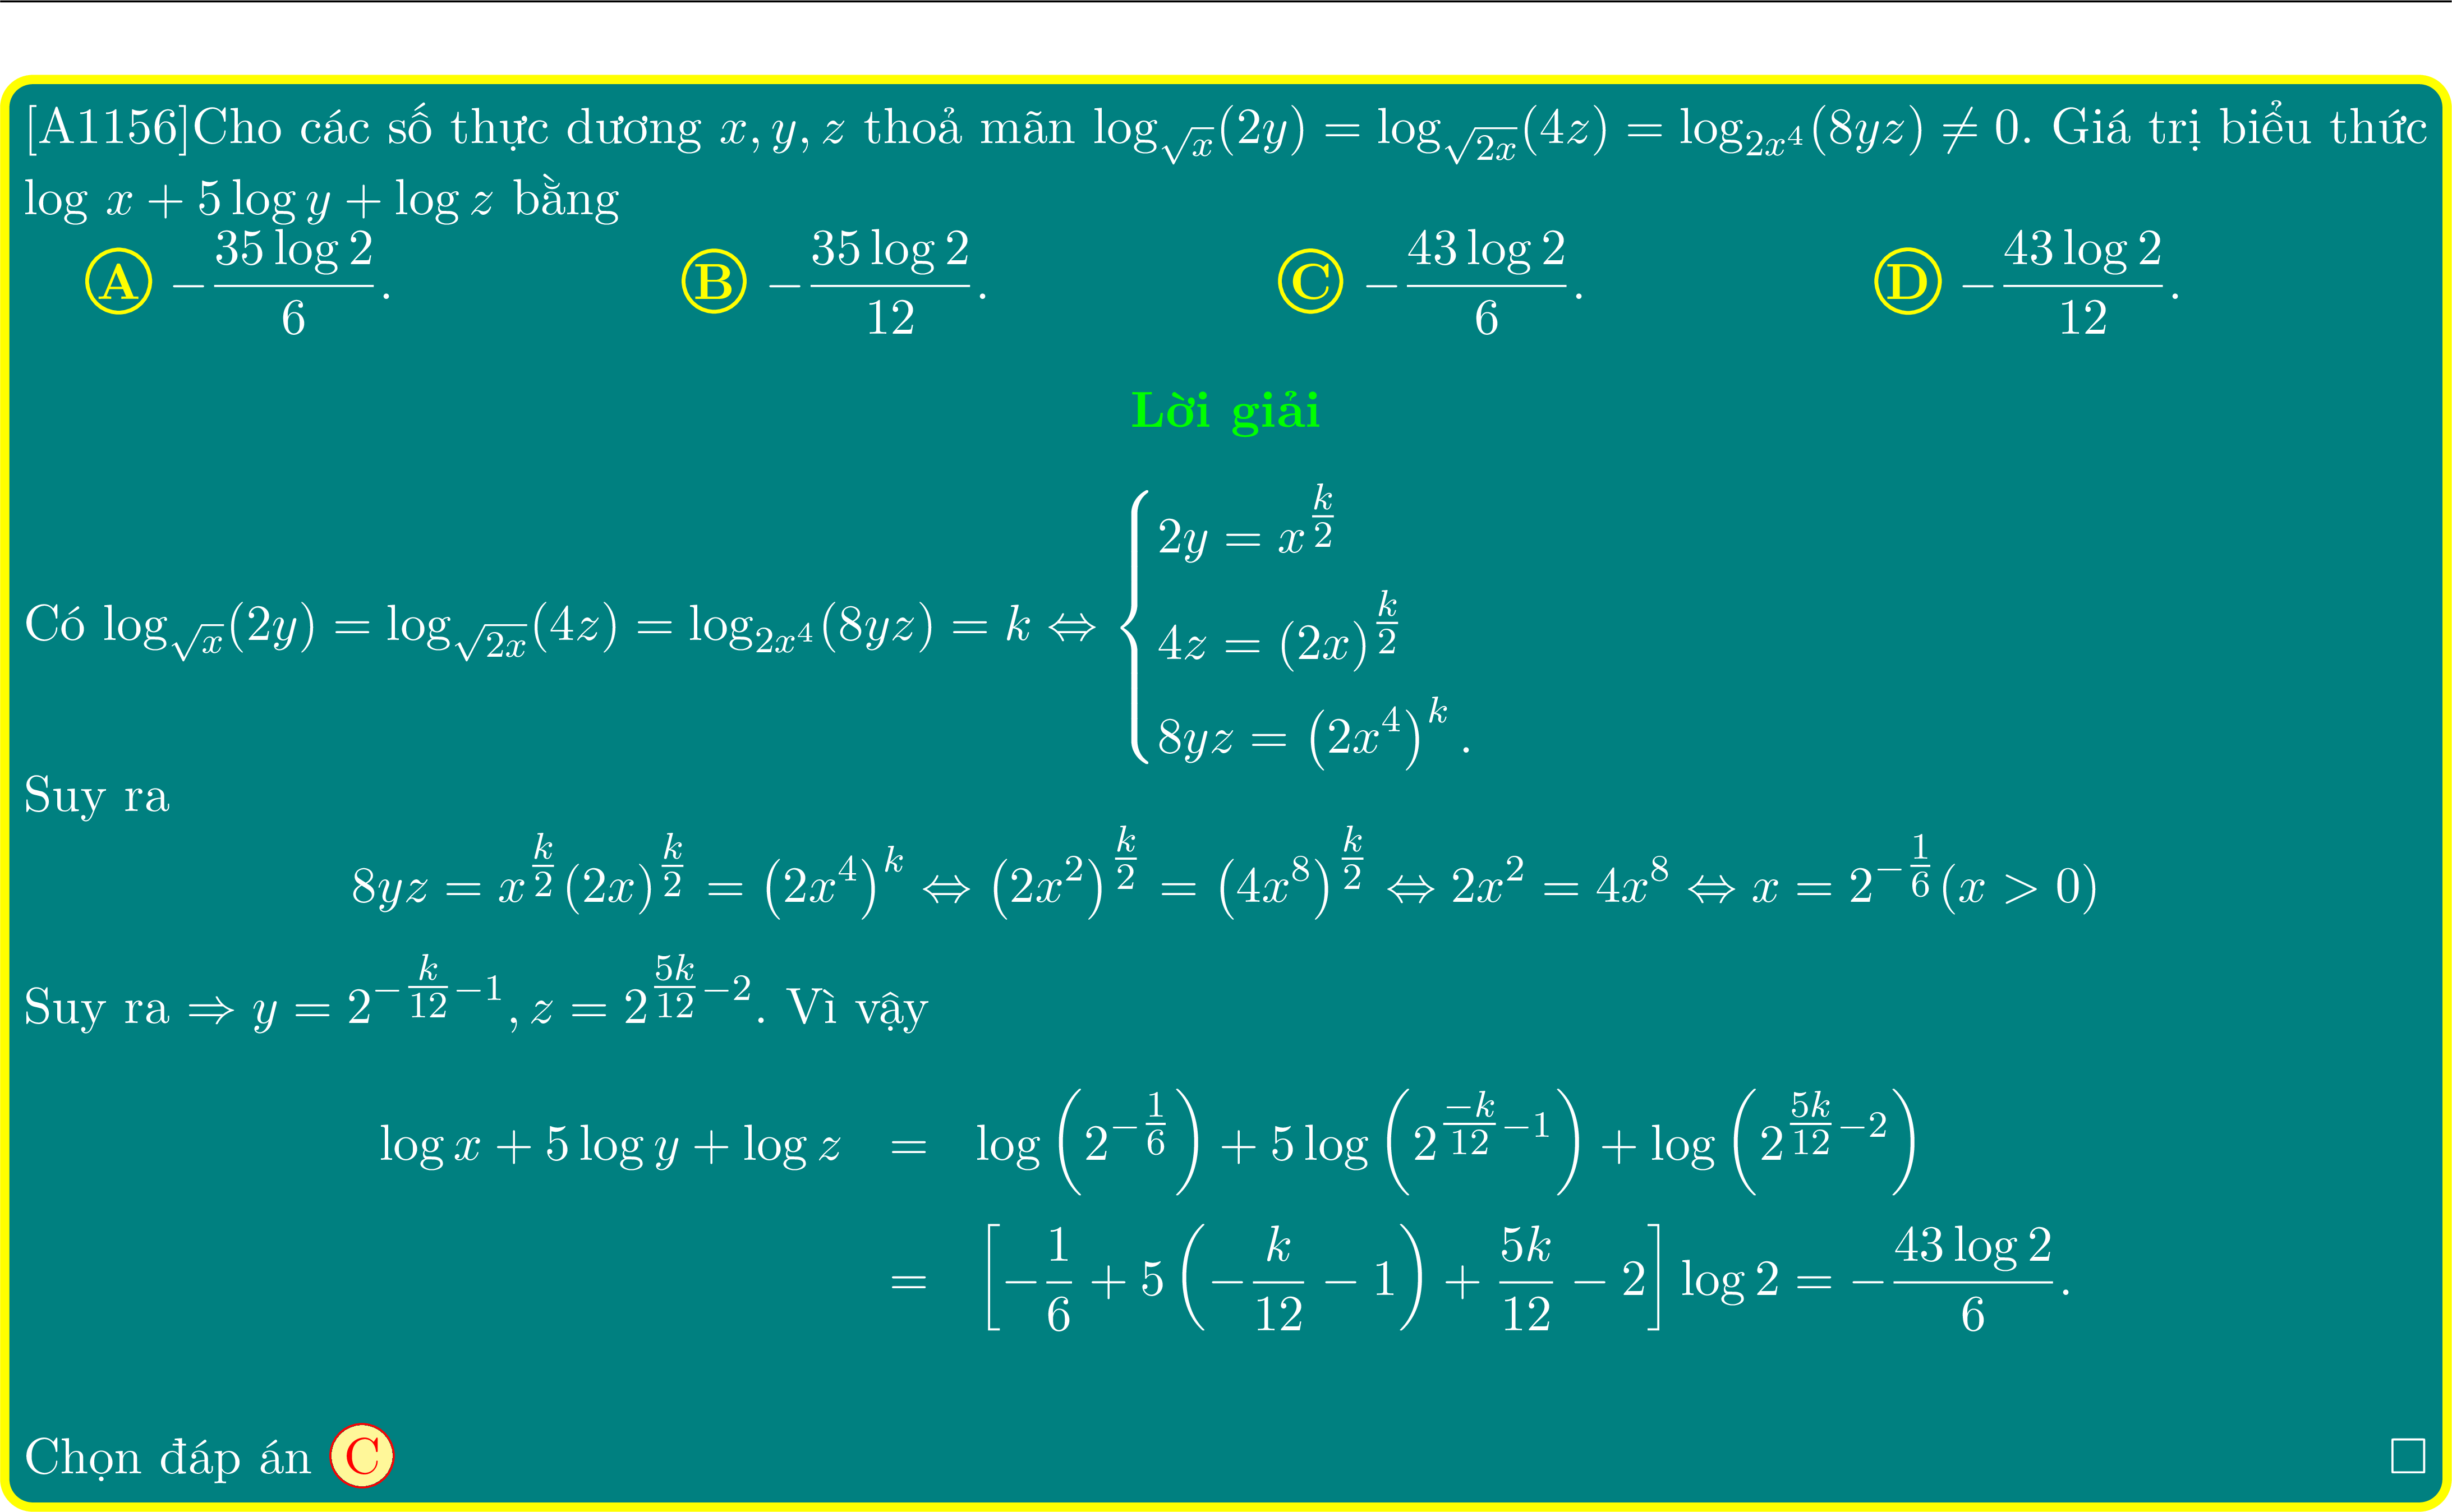 [A1156]Cho các số thực dương $x, y, z$ thoả mãn $\log_{\sqrt{x}}(2y) = \log_{\sqrt{2x}}(4z) = \log_{2x^4}(8yz) \neq 0$. Giá trị biểu thức
$\log x + 5\log y + \log z$ bằng
A $-\dfrac{35\log 2}{6}$. B $-\dfrac{35\log 2}{12}$. C $-\dfrac{43\log 2}{6}$. D $-\dfrac{43\log 2}{12}$.
Lời giải
Có $\log_{\sqrt{x}}(2y) = \log_{\sqrt{2x}}(4z) = \log_{2x^4}(8yz) = k \Leftrightarrow \begin{cases} 2y = x^{\frac{k}{2}} \\ 4z = (2x)^{\frac{k}{2}} \\ 8yz = \left(2x^4\right)^k. \end{cases}$
Suy ra
$8yz = x^{\frac{k}{2}}(2x)^{\frac{k}{2}} = \left(2x^4\right)^k \Leftrightarrow \left(2x^2\right)^{\frac{k}{2}} = \left(4x^8\right)^{\frac{k}{2}} \Leftrightarrow 2x^2 = 4x^8 \Leftrightarrow x = 2^{-\frac{1}{6}}(x > 0)$
Suy ra $\Rightarrow y = 2^{-\frac{k}{12}-1}, z = 2^{\frac{5k}{12}-2}$. Vì vậy
$\log x + 5\log y + \log z = \log\left(2^{-\frac{1}{6}}\right) + 5\log\left(2^{\frac{-k}{12}-1}\right) + \log\left(2^{\frac{5k}{12}-2}\right)$
$= \left[-\dfrac{1}{6} + 5\left(-\dfrac{k}{12} - 1\right) + \dfrac{5k}{12} - 2\right]\log 2 = -\dfrac{43\log 2}{6}$.
Chọn đáp án C □